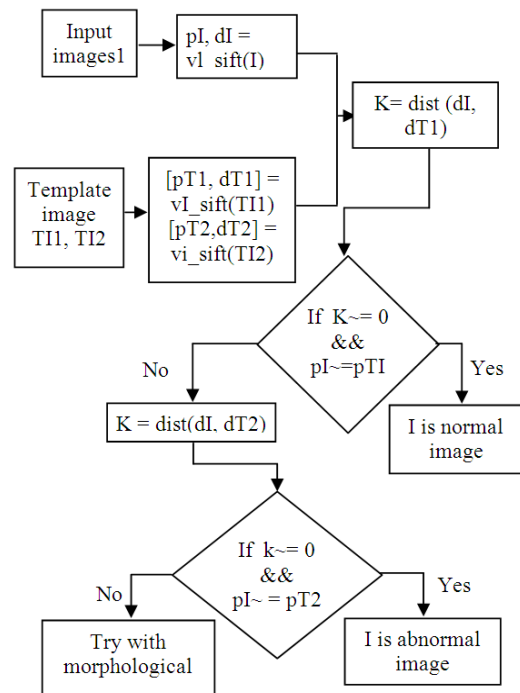 Input
images1
pI, dI =
vl_sift(I)
K= dist (dI,
dT1)
Template
image
TI1, TI2
[pT1, dT1] =
vI_sift(TI1)
[pT2,dT2] =
vi_sift(TI2)
If K~= 0
&&
pI~=pTI
No
Yes
K = dist(dI, dT2)
I is normal
image
If k~= 0
&&
pI~ = pT2
No
Yes
Try with
morphological
I is abnormal
image